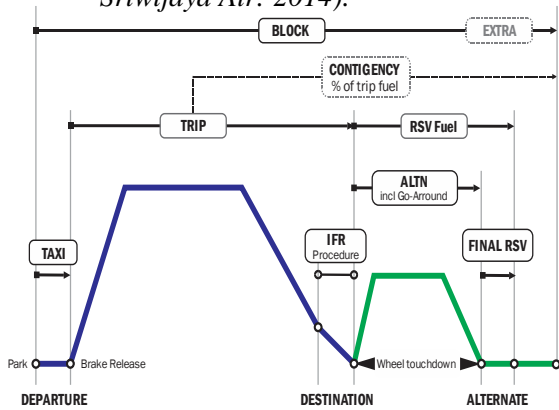 Sriwijaya Air. 2014).
BLOCK
EXTRA
CONTIGENCY
% of trip fuel
TRIP
RSV Fuel
ALTN
incl Go-Arround
TAXI
IFR
Procedure
FINAL RSV
Park
Brake Release
Wheel touchdown
DEPARTURE
DESTINATION
ALTERNATE